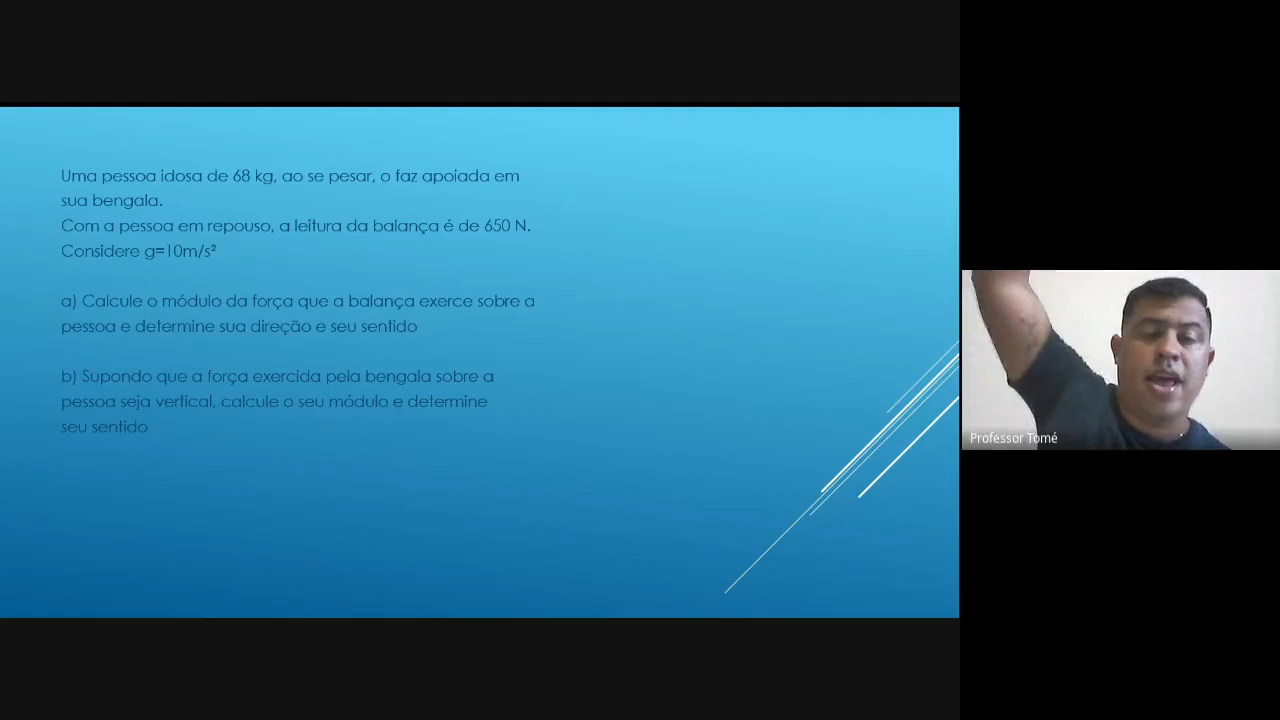 Uma pessoa idosa de 68 kg, ao se pesar, o faz apoiada em
sua bengala.
Com a pessoa em repouso, a leitura da balança é de 650 N.
Considere g=10m/s²
a) Calcule o módulo da força que a balança exerce sobre a
pessoa e determine sua direção e seu sentido
b) Supondo que a força exercida pela bengala sobre a
pessoa seja vertical, calcule o seu módulo e determine
seu sentido
Professor Tomé